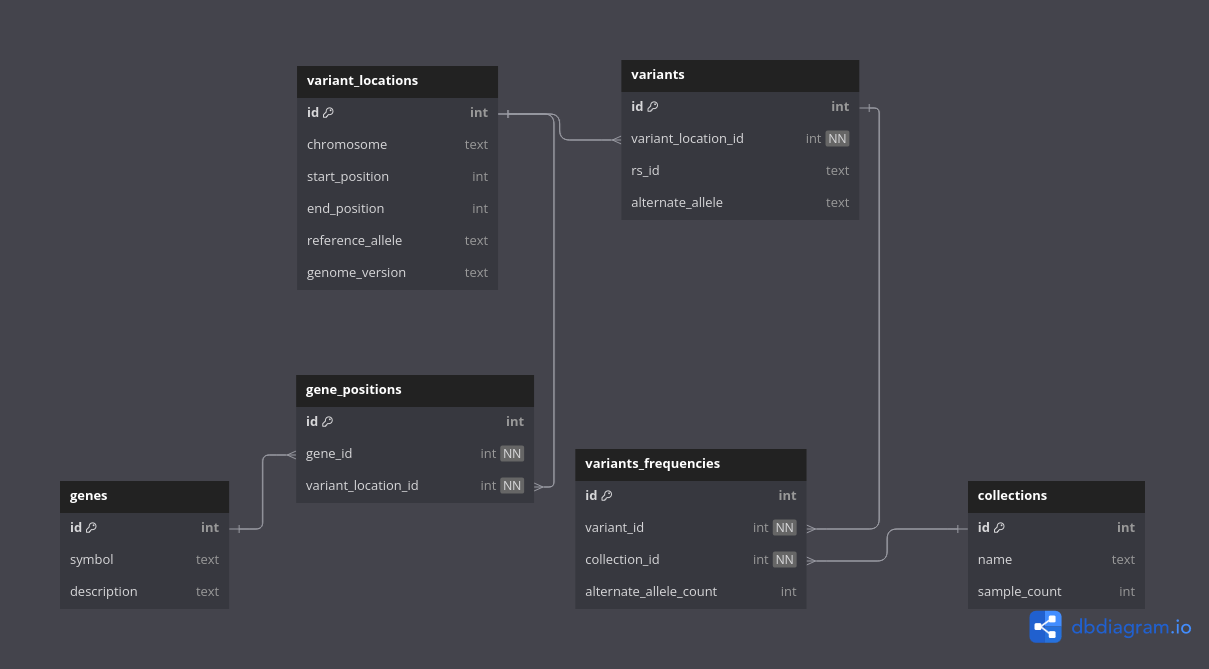 variant_locations
id int
chromosome text
start_position int
end_position int
reference_allele text
genome_version text
variants
id int
variant_location_id int NN
rs_id text
alternate_allele text
gene_positions
id int
gene_id int NN
variant_location_id int NN
genes
id int
symbol text
description text
variants_frequencies
id int
variant_id int NN
collection_id int NN
alternate_allele_count int
collections
id int
name text
sample_count int
dbdiagram.io